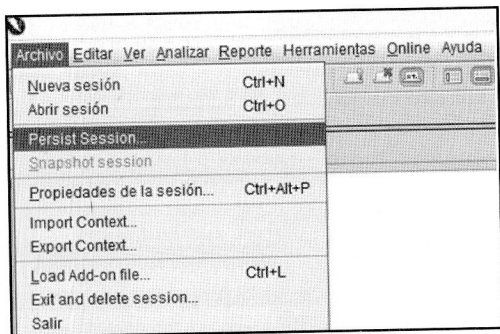 Archivo Editar Ver Analizar Reporte Herramientas Online Ayuda
Nueva sesión Ctrl+N
Abrir sesión Ctrl+O
Persist Session...
Snapshot session
Propiedades de la sesión... Ctrl+Alt+P
Import Context...
Export Context...
Load Add-on file... Ctrl+L
Exit and delete session...
Salir